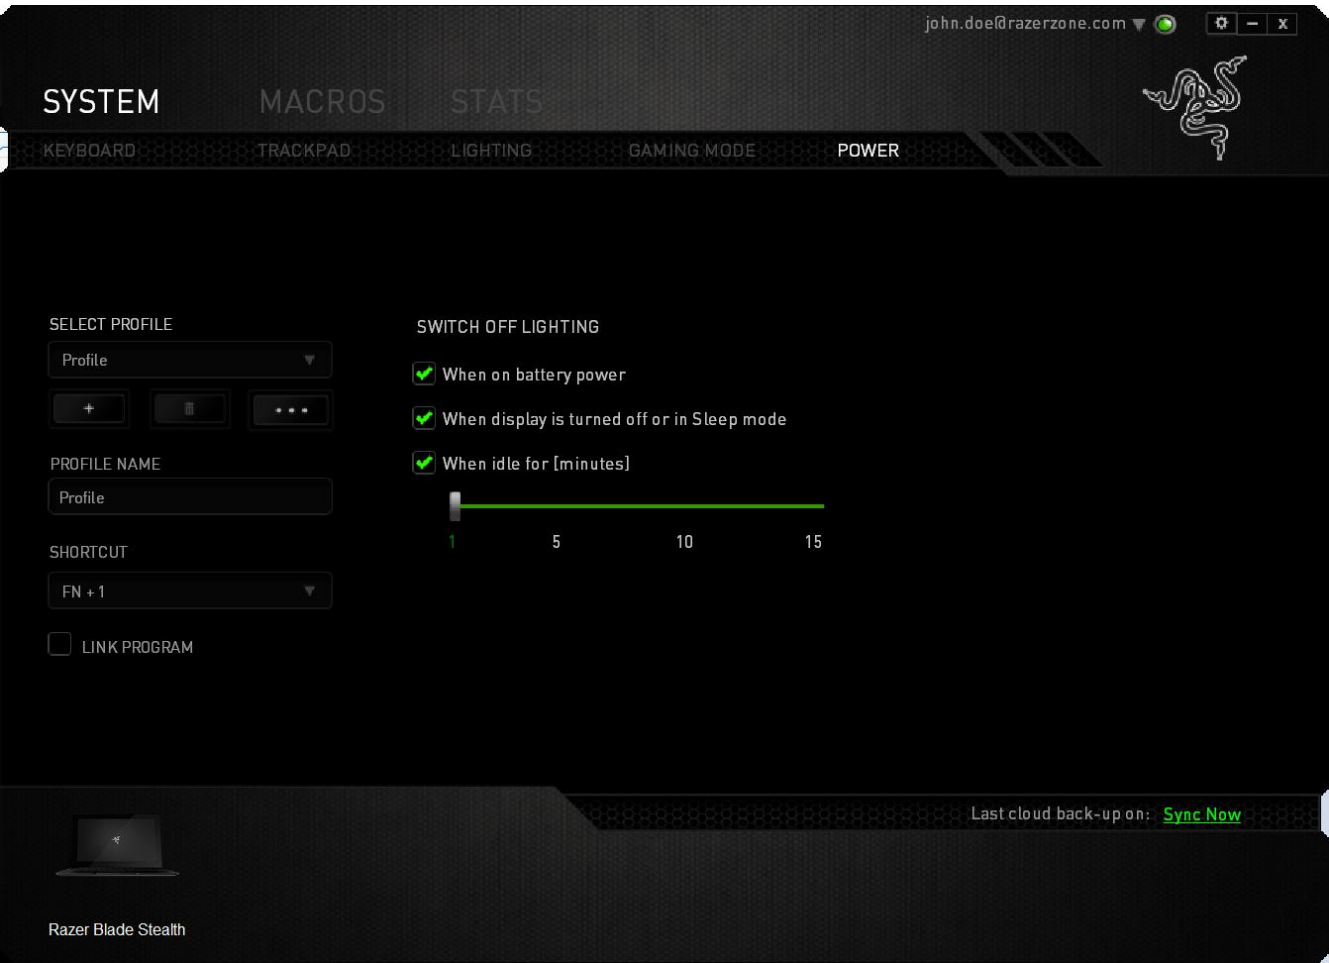 john.doe@razerzone.com
x
SYSTEM MACROS STATS
KEYBOARD TRACKPAD LIGHTING GAMING MODE POWER
SELECT PROFILE
Profile
PROFILE NAME
Profile
SHORTCUT
FN + 1
LINK PROGRAM
SWITCH OFF LIGHTING
When on battery power
When display is turned off or in Sleep mode
When idle for [minutes]
1 5 10 15
Last cloud back-up on: Sync Now
Razer Blade Stealth